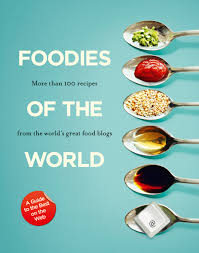 FOODIES
More than 100 recipes
OF THE
from the world's great food blogs
WORLD
A Guide
to the Best
on the
Web
@